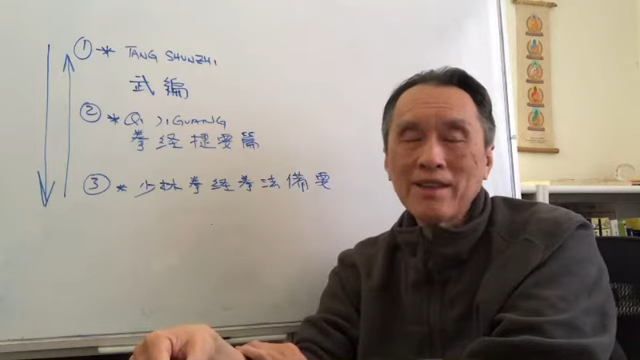 ① * TANG SHUNZHI
武编
② * QI JIGUANG
拳经捷要篇
③ * 少林拳经拳法備要